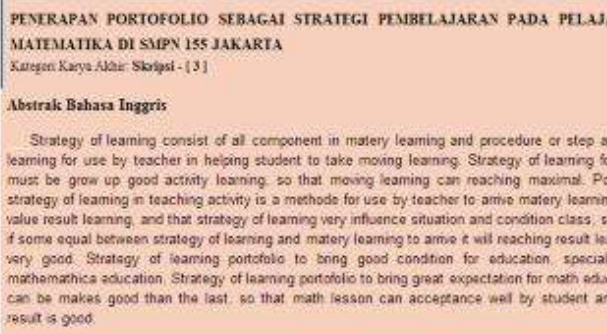 PENERAPAN PORTOFOLIO SEBAGAI STRATEGI PEMBELAJARAN PADA PELAJ
MATEMATIKA DI SMPN 155 JAKARTA
Kategori Karya Akhir: Skripsi - [ 3 ]
Abstrak Bahasa Inggris
Strategy of learning consist of all component in matery learning and procedure or step a
learning for use by teacher in helping student to take moving learning. Strategy of learning fo
must be grow up good activity learning, so that moving learning can reaching maximal. Po
strategy of learning in teaching activity is a methode for use by teacher to arrive matery learnin
value result learning, and that strategy of learning very influence situation and condition class, s
if some equal between strategy of learning and matery learning to arrive it will reaching result le
very good. Strategy of learning portofolio to bring good condition for education, special
mathemathica education. Strategy of learning portofolio to bring great expectation for math edu
can be makes good than the last, so that math lesson can acceptance well by student an
result is good.